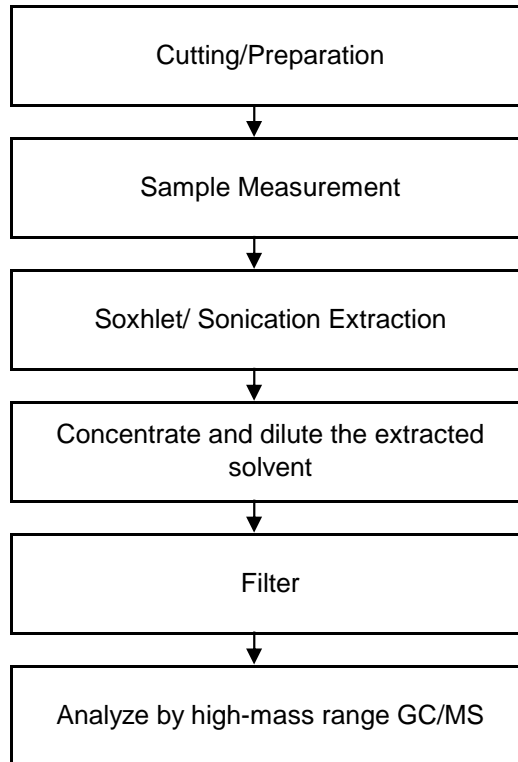 Cutting/Preparation
Sample Measurement
Soxhlet/ Sonication Extraction
Concentrate and dilute the extracted
solvent
Filter
Analyze by high-mass range GC/MS